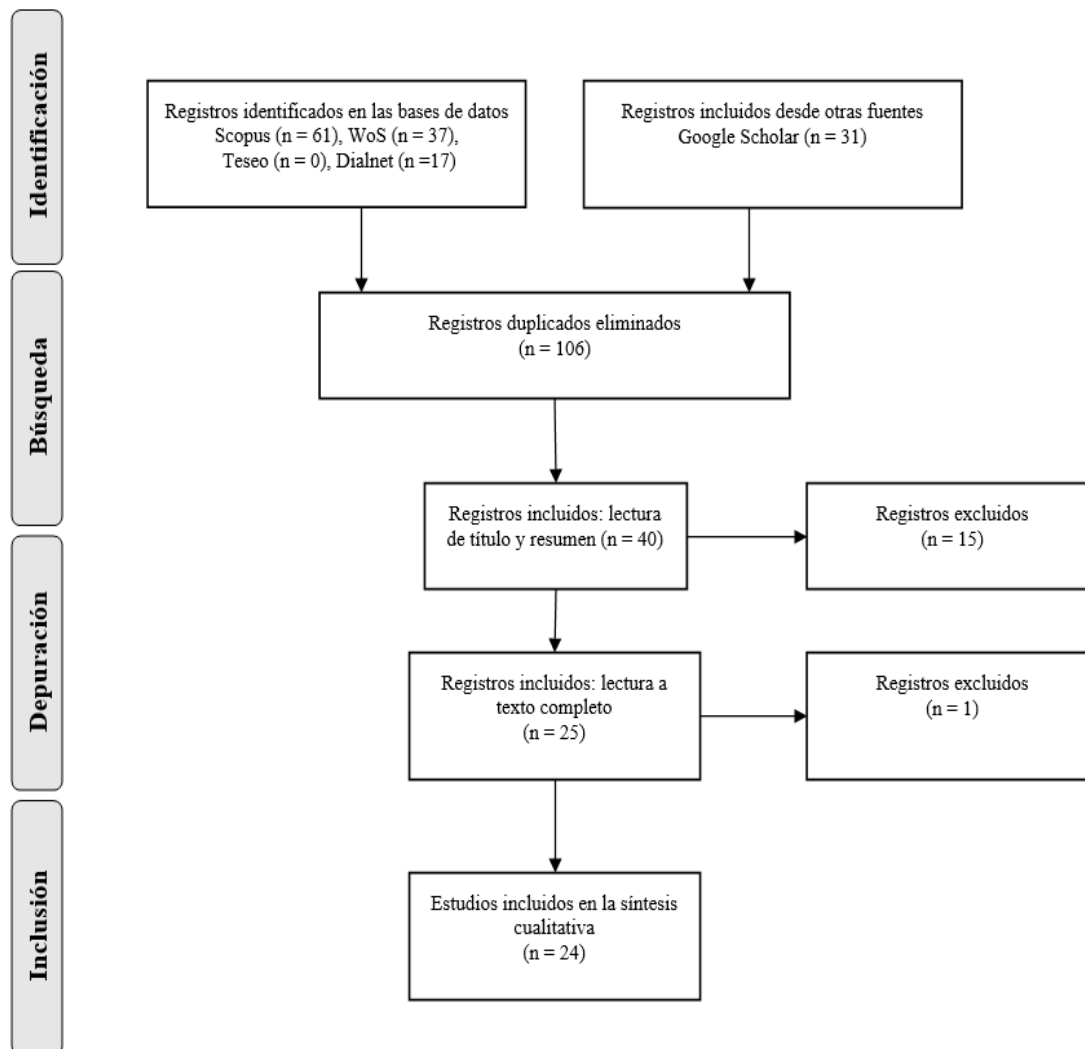 Identificación
Registros identificados en las bases de datos
Scopus (n = 61), WoS (n = 37),
Teseo (n = 0), Dialnet (n =17)
Registros incluidos desde otras fuentes
Google Scholar (n = 31)
Búsqueda
Registros duplicados eliminados
(n = 106)
Registros incluidos: lectura
de título y resumen (n = 40)
Registros excluidos
(n = 15)
Depuración
Registros incluidos: lectura a
texto completo
(n = 25)
Registros excluidos
(n = 1)
Inclusión
Estudios incluidos en la síntesis
cualitativa
(n = 24)